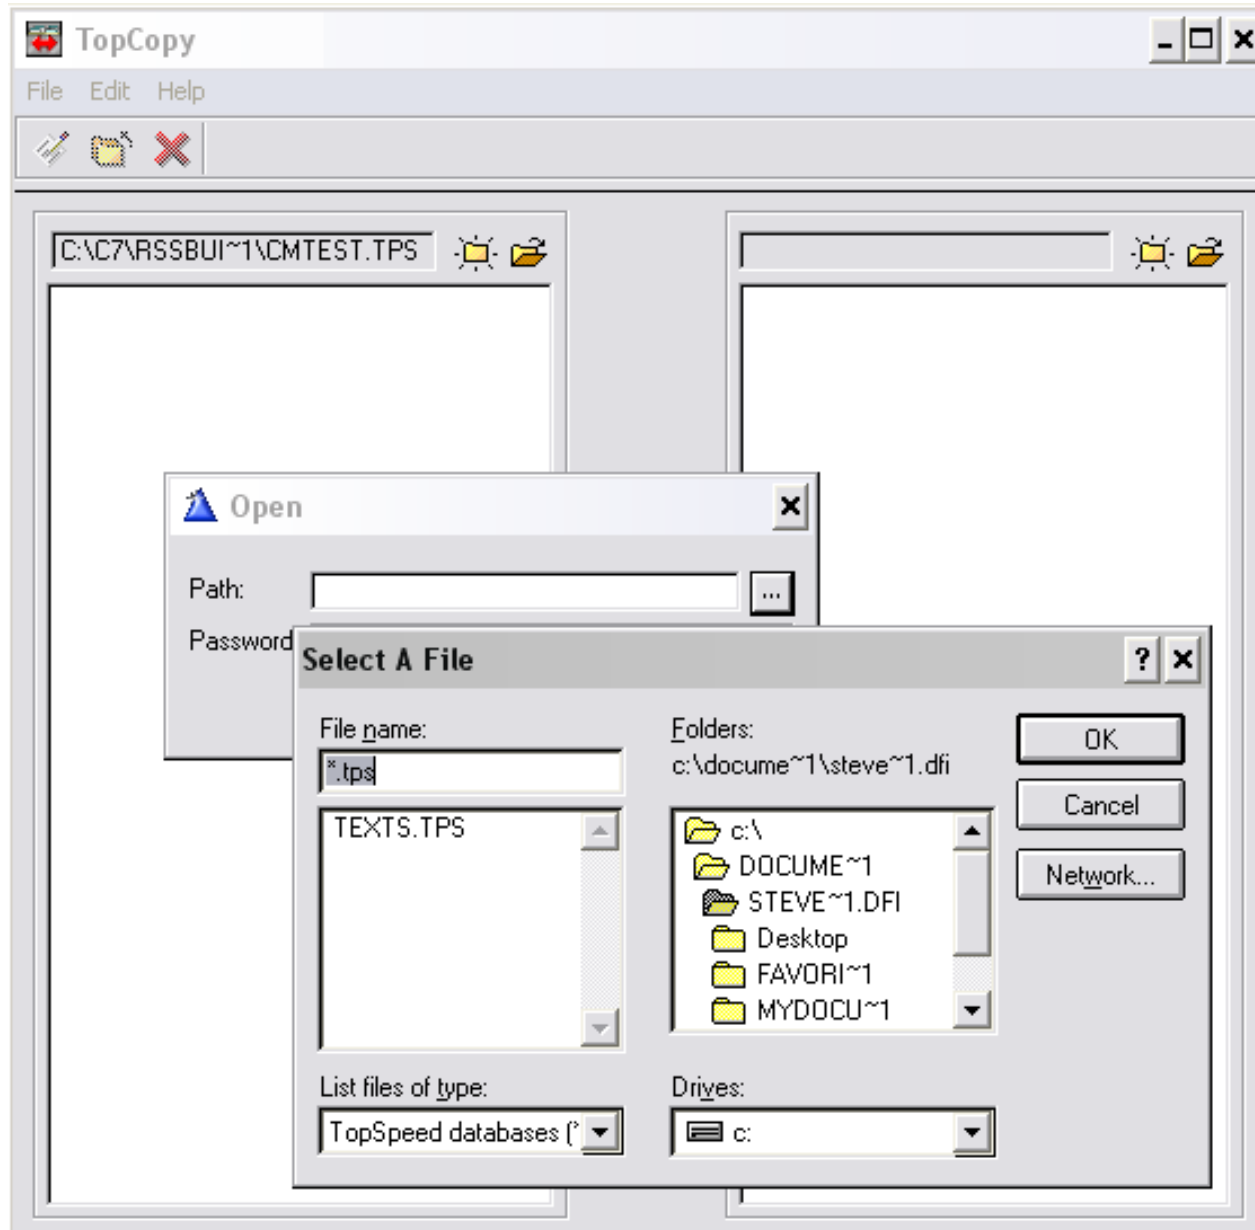 TopCopy
File Edit Help
C:\C7\RSSBUI~1\CMTEST.TPS
Open
Path:
...
Password
Select A File
?
File name:
*.tps
TEXTS.TPS
Folders:
c:\docume~1\steve~1.dfi
c:\
DOCUME~1
STEVE~1.DFI
Desktop
FAVORI~1
MYDOCU~1
OK
Cancel
Network...
List files of type:
TopSpeed databases (*
Drives:
c: